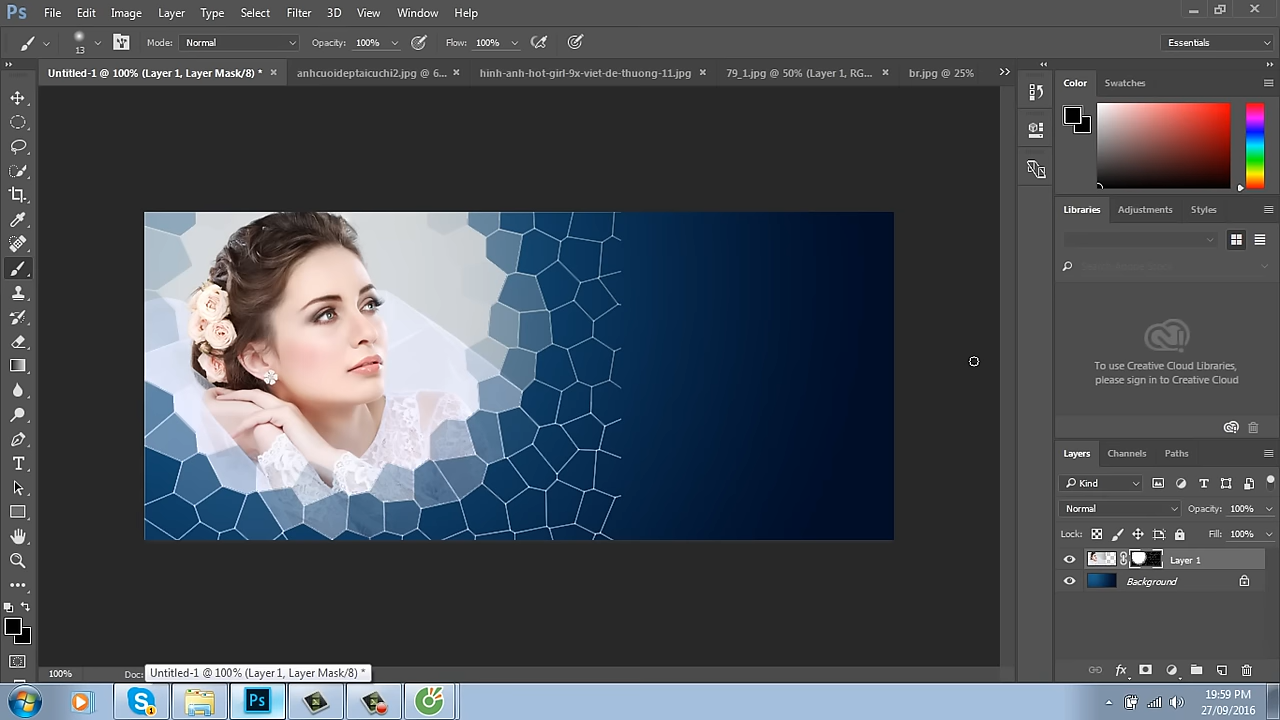 Ps File Edit Image Layer Type Select Filter 3D View Window Help
13 Mode: Normal Opacity: 100% Flow: 100% Essentials
Untitled-1 @ 100% (Layer 1, Layer Mask/8) * × anhcuoideptaicuchi2.jpg @ 6... × hinh-anh-hot-girl-9x-viet-de-thuong-11.jpg × 79_1.jpg @ 50% (Layer 1, RG... × br.jpg @ 25%
Color Swatches
Libraries Adjustments Styles
To use Creative Cloud Libraries,
please sign in to Creative Cloud
Layers Channels Paths
Kind
Normal Opacity: 100%
Lock: Fill: 100%
Layer 1
Background
100% Doc:
Untitled-1 @ 100% (Layer 1, Layer Mask/8) *
Ps
19:59 PM
27/09/2016